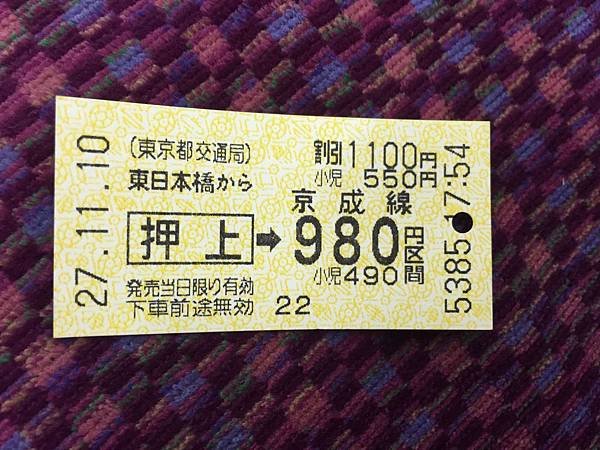 27.11.10
(東京都交通局)
東日本橋から
押上➡
発売当日限り有効
下車前途無効 22
割引1100円
小児 550円
京成線
980円区間
小児490
5385 17:54